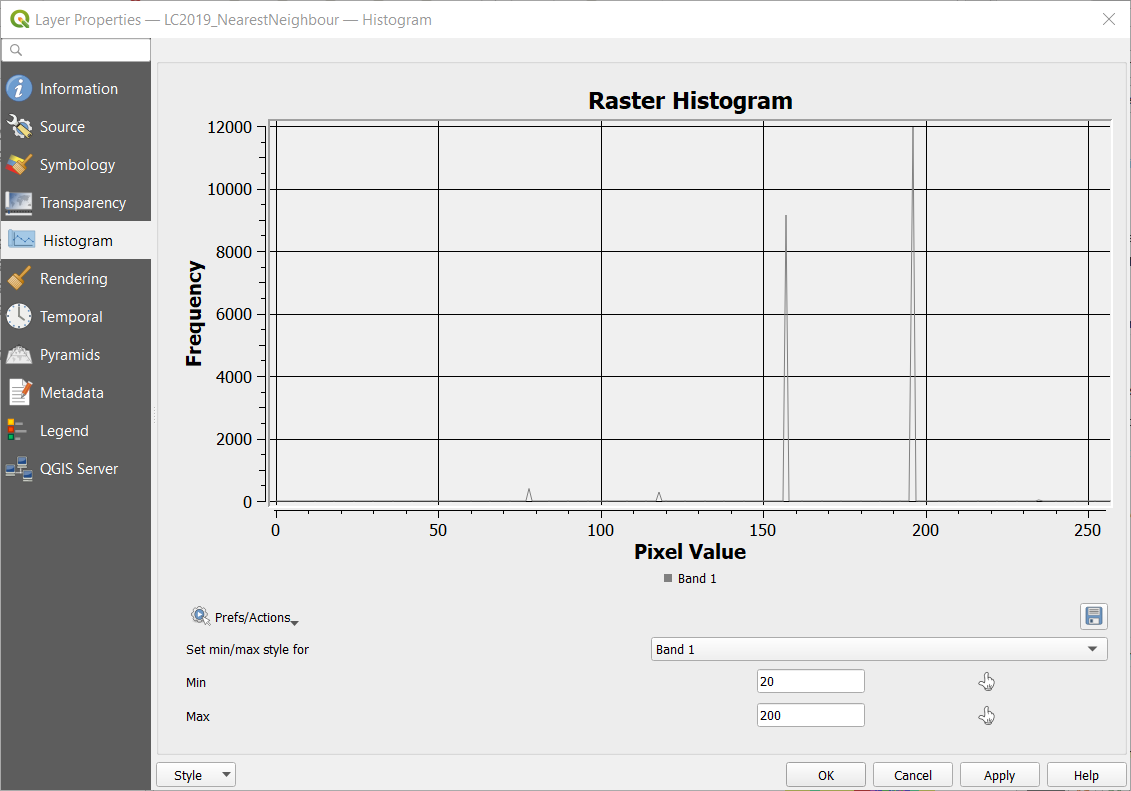 Layer Properties — LC2019_NearestNeighbour — Histogram
Information
Source
Symbology
Transparency
Histogram
Rendering
Temporal
Pyramids
Metadata
Legend
QGIS Server
Raster Histogram
12000
10000
8000
6000
4000
2000
0
Frequency
0 50 100 150 200 250
Pixel Value
Band 1
Prefs/Actions
Set min/max style for Band 1
Min 20
Max 200
Style OK Cancel Apply Help